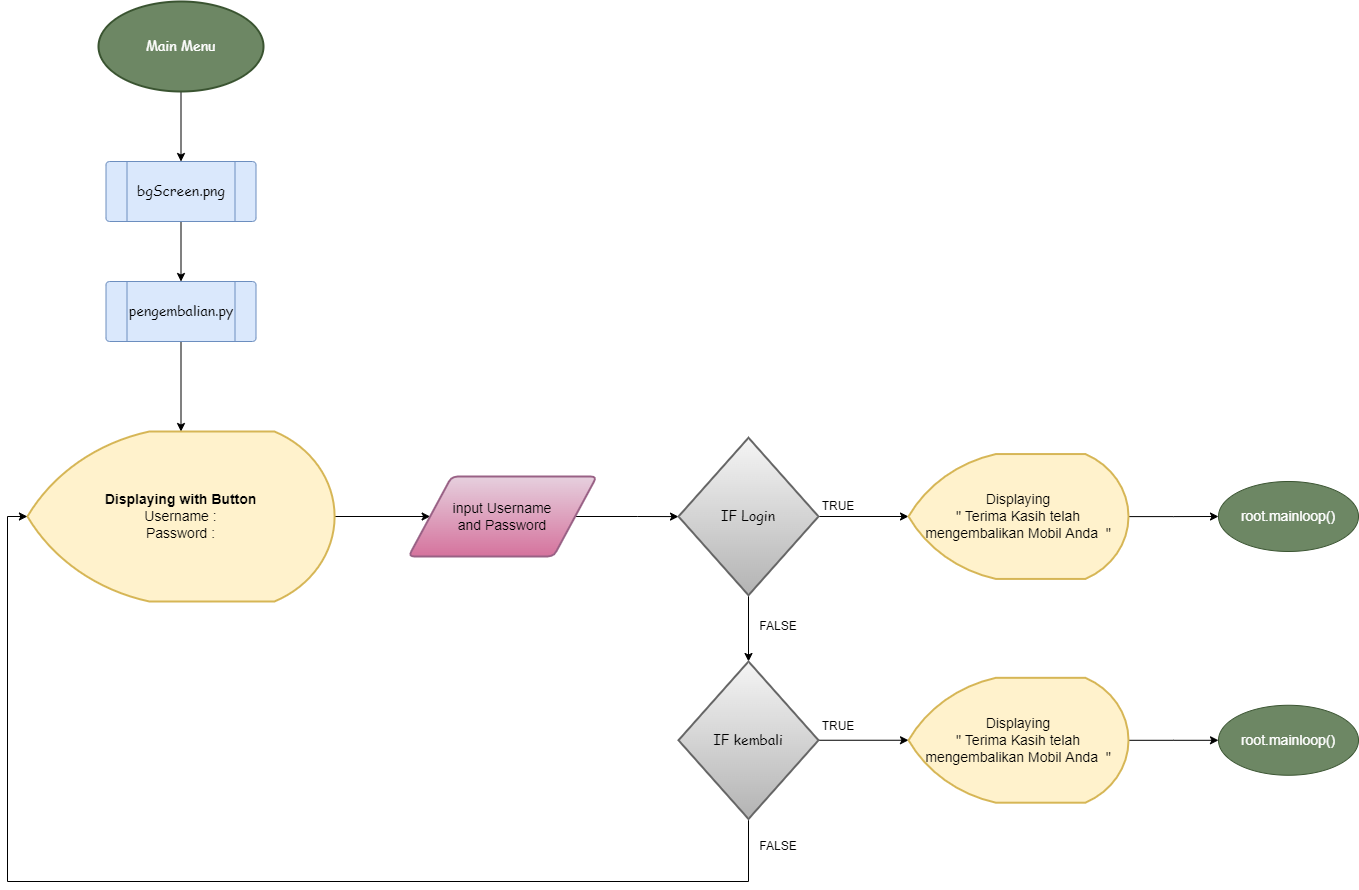 Main Menu
bgScreen.png
pengembalian.py
Displaying with Button
Username :
Password :
input Username
and Password
IF Login
TRUE
Displaying
" Terima Kasih telah
mengembalikan Mobil Anda "
root.mainloop()
FALSE
IF kembali
TRUE
Displaying
" Terima Kasih telah
mengembalikan Mobil Anda "
root.mainloop()
FALSE